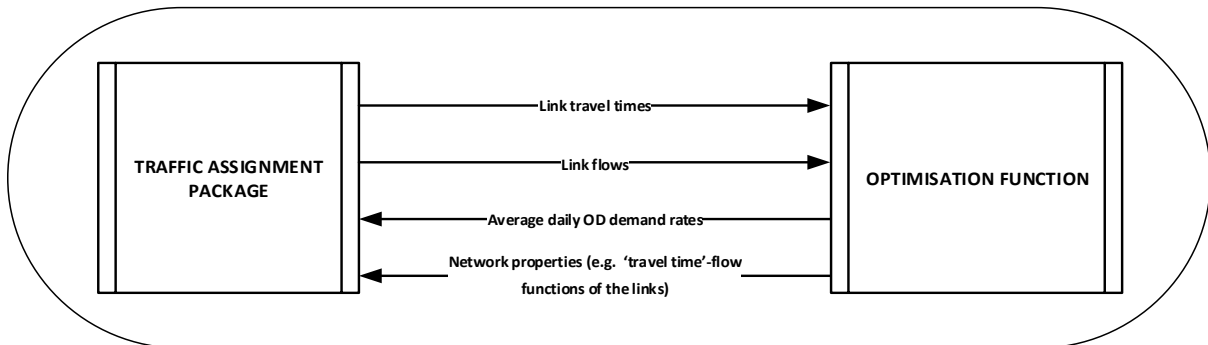 Link travel times
TRAFFIC ASSIGNMENT
PACKAGE
Link flows
OPTIMISATION FUNCTION
Average daily OD demand rates
Network properties (e.g. ‘travel time’-flow
functions of the links)